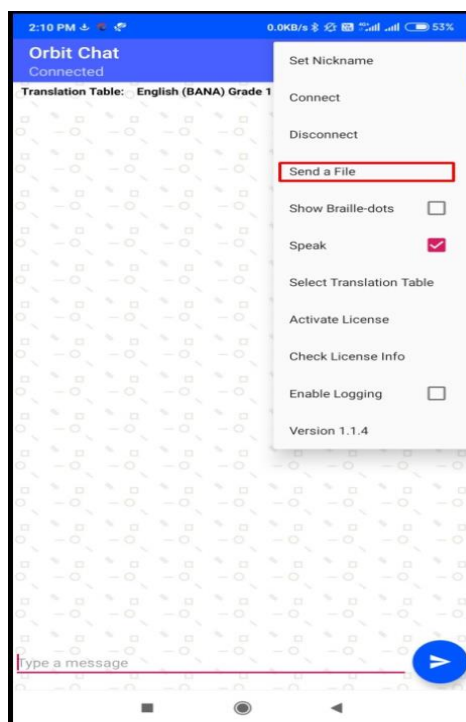 2:10 PM 0.0KB/s 53%
Orbit Chat
Connected
Translation Table: English (BANA) Grade 1
Set Nickname
Connect
Disconnect
Send a File
Show Braille-dots
Speak
Select Translation Table
Activate License
Check License Info
Enable Logging
Version 1.1.4
Type a message